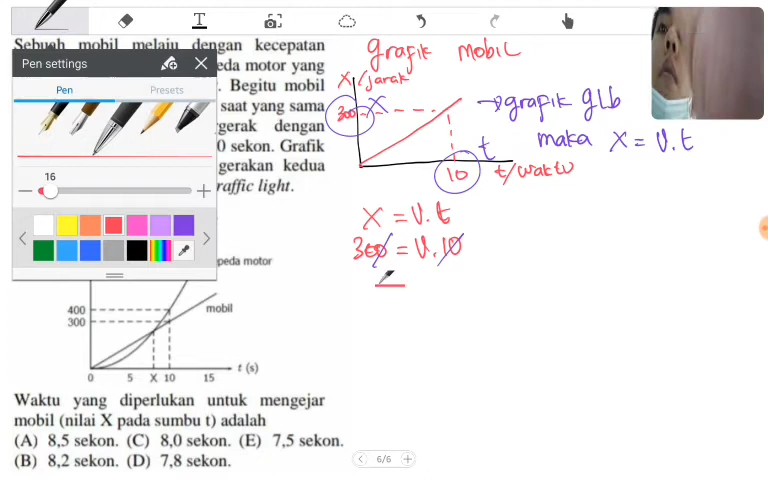 Sebuah mobil melaju dengan kecepatan
eda motor yang
. Begitu mobil
saat yang sama
gerak dengan
0 sekon. Grafik
gerakan kedua
raffic light.
Pen settings
Pen
Presets
16
peda motor
mobil
400
300
0 5 X 10 15 t (s)
Waktu yang diperlukan untuk mengejar
mobil (nilai X pada sumbu t) adalah
(A) 8,5 sekon. (C) 8,0 sekon. (E) 7,5 sekon.
(B) 8,2 sekon. (D) 7,8 sekon.
grafik mobil
X/jarak
300 X
10
t
t/waktu
→grafik glb
maka X = V.t
X = V.t
300 = V.10
6/6